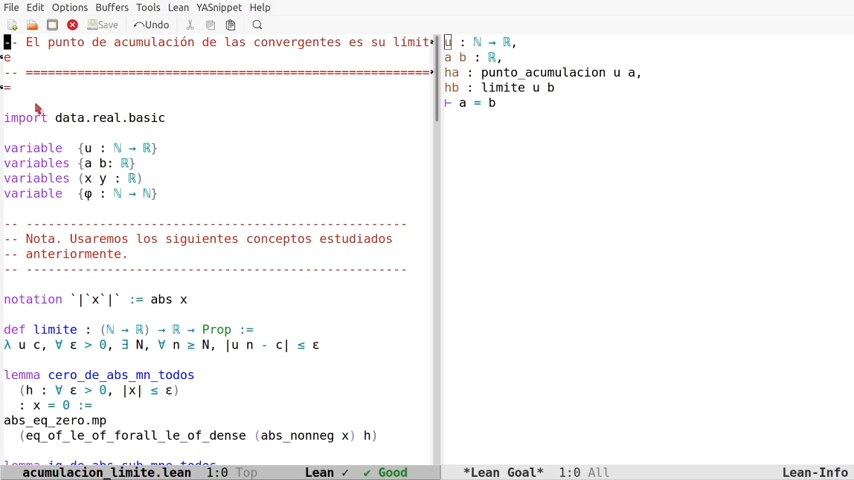 File Edit Options Buffers Tools Lean YASnippet Help
Save Undo
-- El punto de acumulación de las convergentes es su límit
e
-- =======================================================
=
import data.real.basic
variable  {u : ℕ → ℝ}
variables {a b: ℝ}
variables (x y : ℝ)
variable  {φ : ℕ → ℕ}
-- ----------------------------------------------------
-- Nota. Usaremos los siguientes conceptos estudiados
-- anteriormente.
-- ----------------------------------------------------
notation `|`x`|` := abs x
def limite : (ℕ → ℝ) → ℝ → Prop :=
λ u c, ∀ ε > 0, ∃ N, ∀ n ≥ N, |u n - c| ≤ ε
lemma cero_de_abs_mn_todos
  (h : ∀ ε > 0, |x| ≤ ε)
  : x = 0 :=
abs_eq_zero.mp
  (eq_of_le_of_forall_le_of_dense (abs_nonneg x) h)
acumulacion_limite.lean  1:0 Top  Lean ✓  ✔ Good
u : ℕ → ℝ,
a b : ℝ,
ha : punto_acumulacion u a,
hb : limite u b
⊢ a = b
*Lean Goal*  1:0 All  Lean-Info